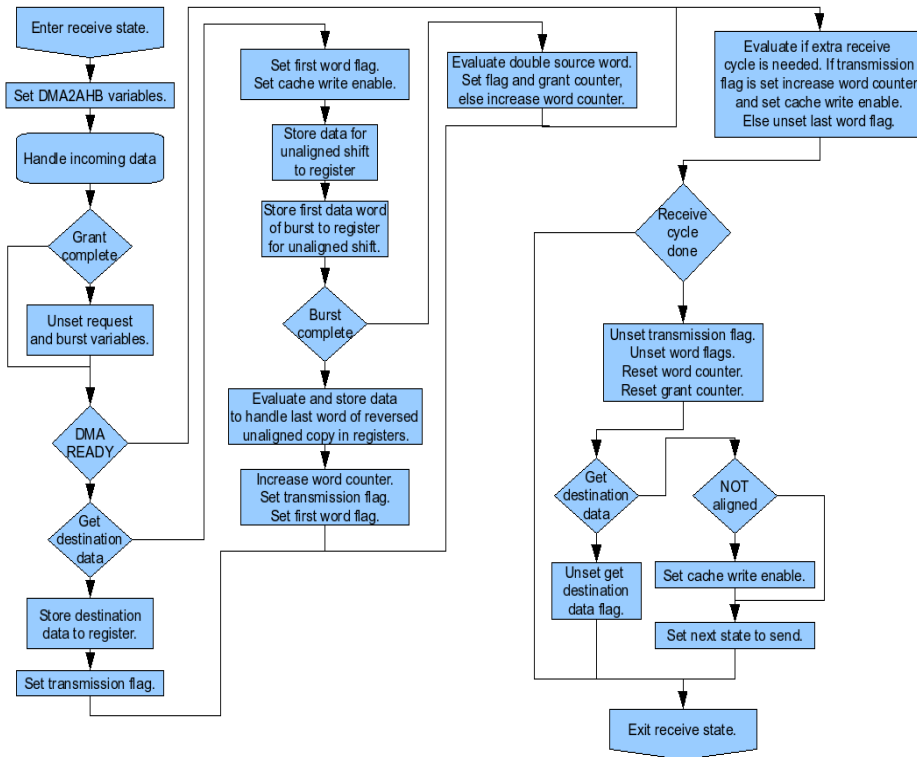 Enter receive state.
Set DMA2AHB variables.
Handle incoming data
Grant
complete
Unset request
and burst variables.
DMA
READY
Get
destination
data
Store destination
data to register.
Set transmission flag.
Set first word flag.
Set cache write enable.
Store data for
unaligned shift
to register
Store first data word
of burst to register
for unaligned shift.
Burst
complete
Evaluate and store data
to handle last word of reversed
unaligned copy in registers.
Increase word counter.
Set transmission flag.
Set first word flag.
Evaluate double source word.
Set flag and grant counter,
else increase word counter.
Evaluate if extra receive
cycle is needed. If transmission
flag is set increase word counter
and set cache write enable.
Else unset last word flag.
Receive
cycle
done
Unset transmission flag.
Unset word flags.
Reset word counter.
Reset grant counter.
Get
destination
data
NOT
aligned
Unset get
destination
data flag.
Set cache write enable.
Set next state to send.
Exit receive state.